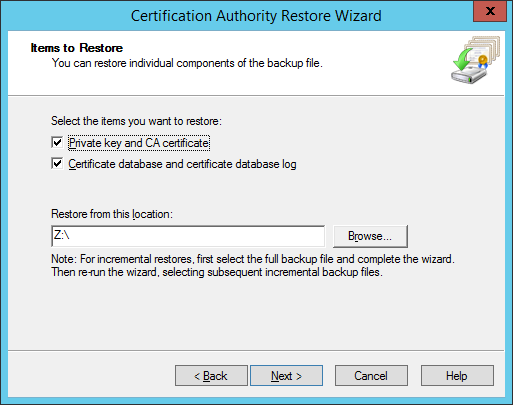 Certification Authority Restore Wizard
x
Items to Restore
You can restore individual components of the backup file.
Select the items you want to restore:
Private key and CA certificate
Certificate database and certificate database log
Restore from this location:
Z:\
Browse...
Note: For incremental restores, first select the full backup file and complete the wizard.
Then re-run the wizard, selecting subsequent incremental backup files.
< Back
Next >
Cancel
Help